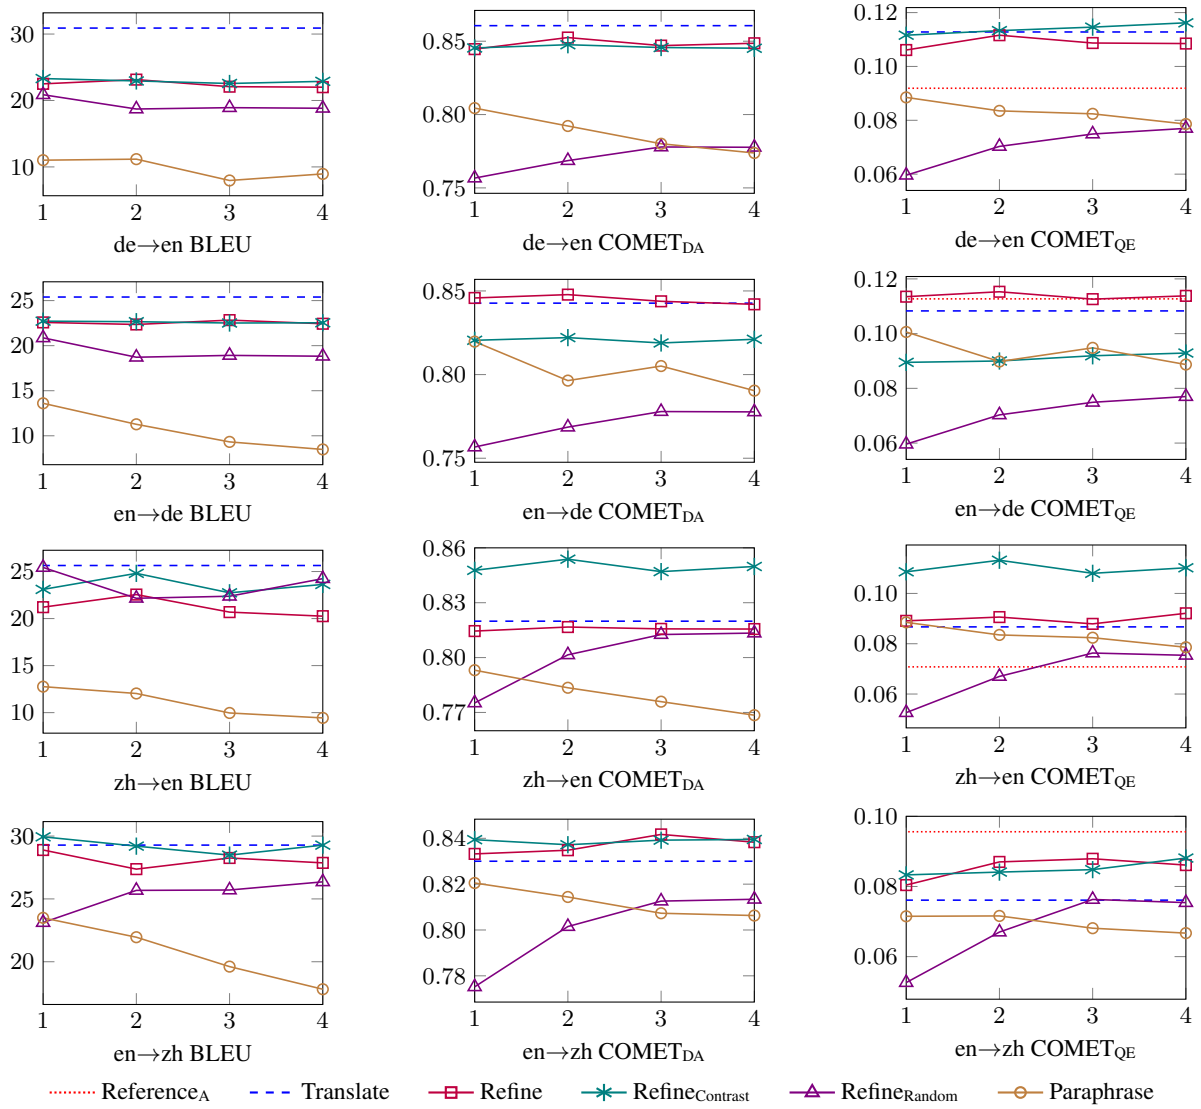 30
20
10
1 2 3 4
de→en BLEU
0.85
0.80
0.75
1 2 3 4
de→en COMET_DA
0.12
0.10
0.08
0.06
1 2 3 4
de→en COMET_QE
25
20
15
10
1 2 3 4
en→de BLEU
0.85
0.80
0.75
1 2 3 4
en→de COMET_DA
0.12
0.10
0.08
0.06
1 2 3 4
en→de COMET_QE
25
20
15
10
1 2 3 4
zh→en BLEU
0.86
0.83
0.80
0.77
1 2 3 4
zh→en COMET_DA
0.10
0.08
0.06
1 2 3 4
zh→en COMET_QE
30
25
20
1 2 3 4
en→zh BLEU
0.84
0.82
0.80
0.78
1 2 3 4
en→zh COMET_DA
0.10
0.08
0.06
1 2 3 4
en→zh COMET_QE
Reference_A Translate Refine Refine_Contrast Refine_Random Paraphrase